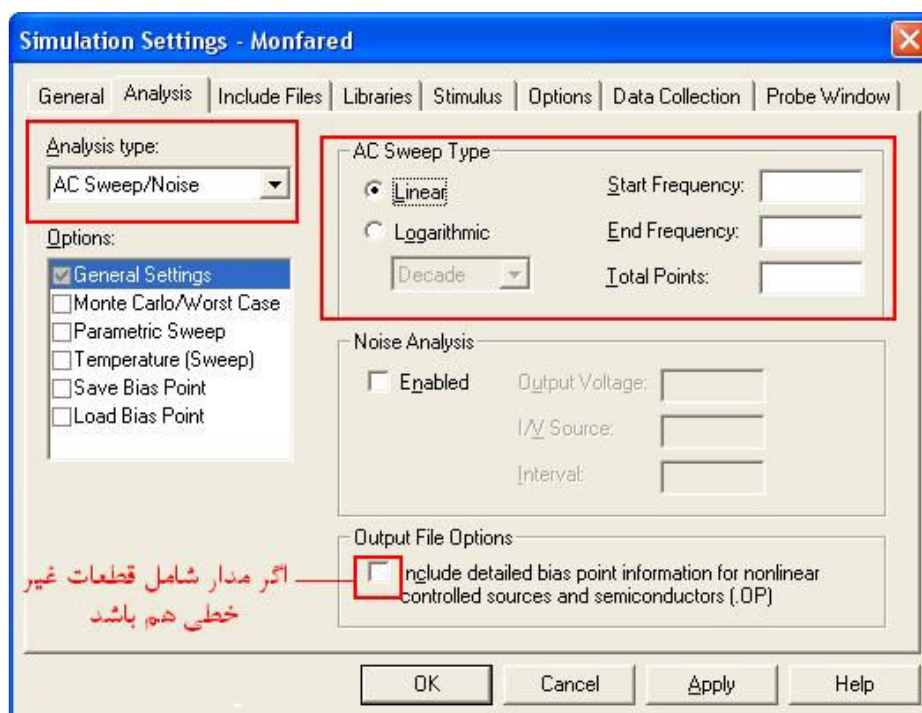 Simulation Settings - Monfared
General
Analysis
Include Files
Libraries
Stimulus
Options
Data Collection
Probe Window
Analysis type:
AC Sweep/Noise
Options:
General Settings
Monte Carlo/Worst Case
Parametric Sweep
Temperature (Sweep)
Save Bias Point
Load Bias Point
AC Sweep Type
Linear
Logarithmic
Decade
Start Frequency:
End Frequency:
Total Points:
Noise Analysis
Enabled
Output Voltage:
I/V Source:
Interval:
Output File Options
Include detailed bias point information for nonlinear
controlled sources and semiconductors (.OP)
اگر مدار شامل قطعات غیر
خطی هم باشد
OK
Cancel
Apply
Help